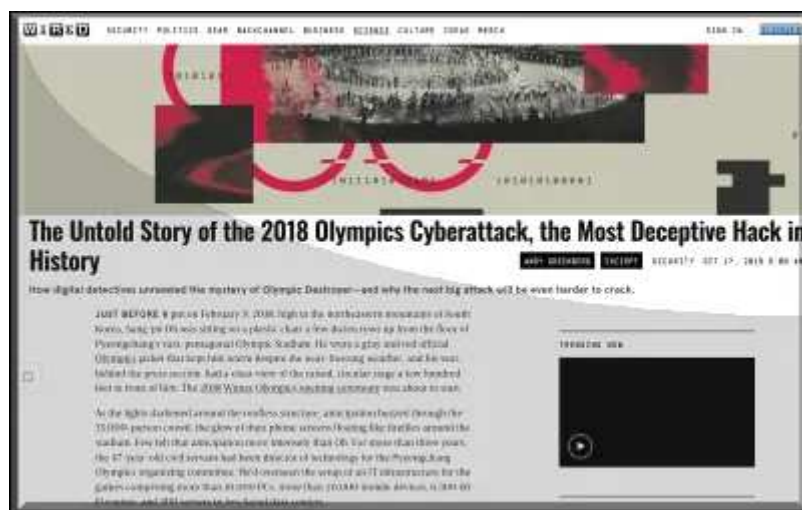 WIRED SECURITY POLITICS GEAR BACKCHANNEL BUSINESS SCIENCE CULTURE IDEAS MERCH SIGN IN
The Untold Story of the 2018 Olympics Cyberattack, the Most Deceptive Hack in
History
ANDY GREENBERG EXCERPT SECURITY OCT 17, 2019
How digital detectives unraveled the mystery of Olympic Destroyer—and why the next big attack will be even harder to crack.
JUST BEFORE 8 pm on February 9, 2018, high in the northeastern mountains of South
Korea, Sang-jin Oh was sitting on a plastic chair a few dozen rows up from the floor of
Pyeongchang's vast, pentagonal Olympic Stadium. He wore a gray and red official
Olympics jacket that kept him warm despite the near-freezing weather, and his seat,
behind the press section, had a clear view of the raised, circular stage a few hundred
feet in front of him. The 2018 Winter Olympics opening ceremony was about to start.
TRENDING NOW
As the lights darkened around the roofless structure, anticipation buzzed through the
35,000-person crowd, the glow of their phone screens floating like fireflies around the
stadium. Few felt that anticipation more intensely than Oh. For more than three years,
the 47-year-old civil servant had been director of technology for the Pyeongchang
Olympics organizing committee. He'd overseen the setup of an IT infrastructure for the
games comprising more than 10,000 PCs, more than 20,000 mobile devices, 6,300 Wi-